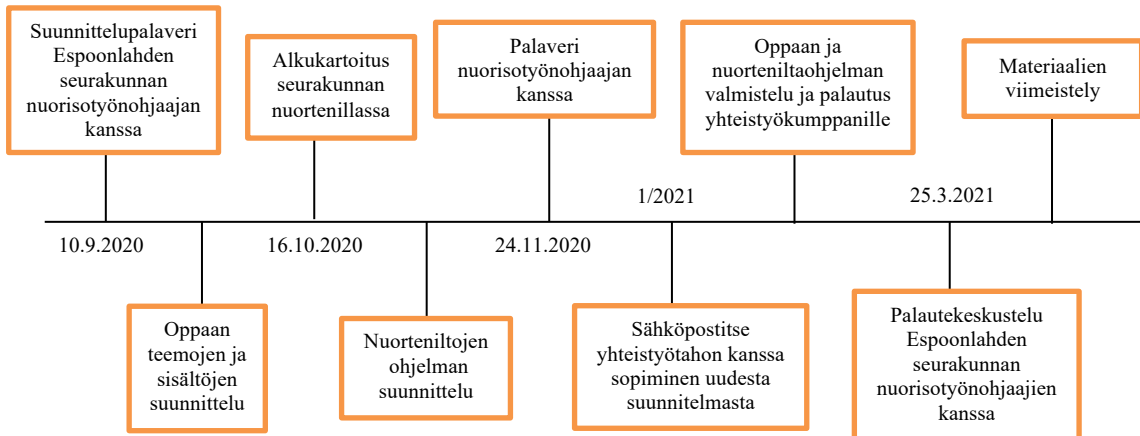 Suunnittelupalaveri
Espoonlahden
seurakunnan
nuorisotyönohjaajan
kanssa
Alkukartoitus
seurakunnan
nuortenillassa
Palaveri
nuorisotyönohjaajan
kanssa
Oppaan ja
nuorteniltaohjelman
valmistelu ja palautus
yhteistyökumppanille
Materiaalien
viimeistely
1/2021
25.3.2021
10.9.2020
16.10.2020
24.11.2020
Oppaan
teemojen ja
sisältöjen
suunnittelu
Nuorteniltojen
ohjelman
suunnittelu
Sähköpostitse
yhteistyötahon kanssa
sopiminen uudesta
suunnitelmasta
Palautekeskustelu
Espoonlahden
seurakunnan
nuorisotyönohjaajien
kanssa